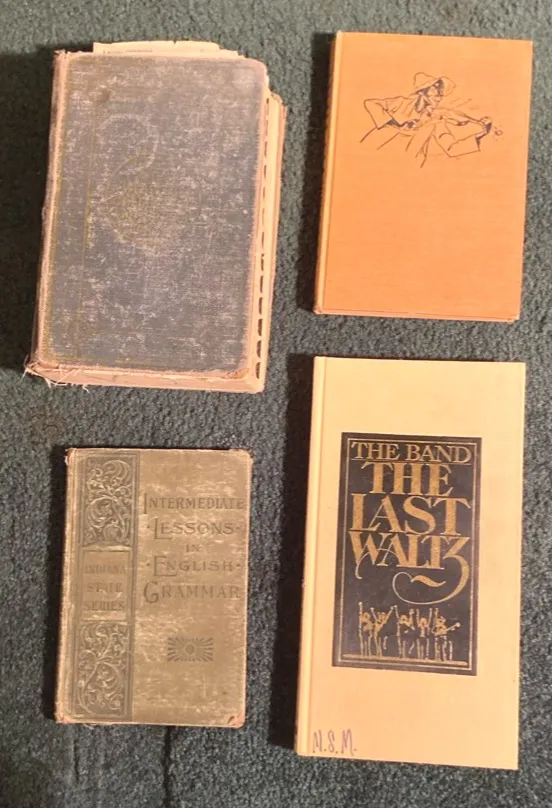 INTERMEDIATE
LESSONS
IN
ENGLISH
GRAMMAR
INDIANA
STATE
SERIES
THE BAND
THE
LAST
WALTZ
N.S.M.